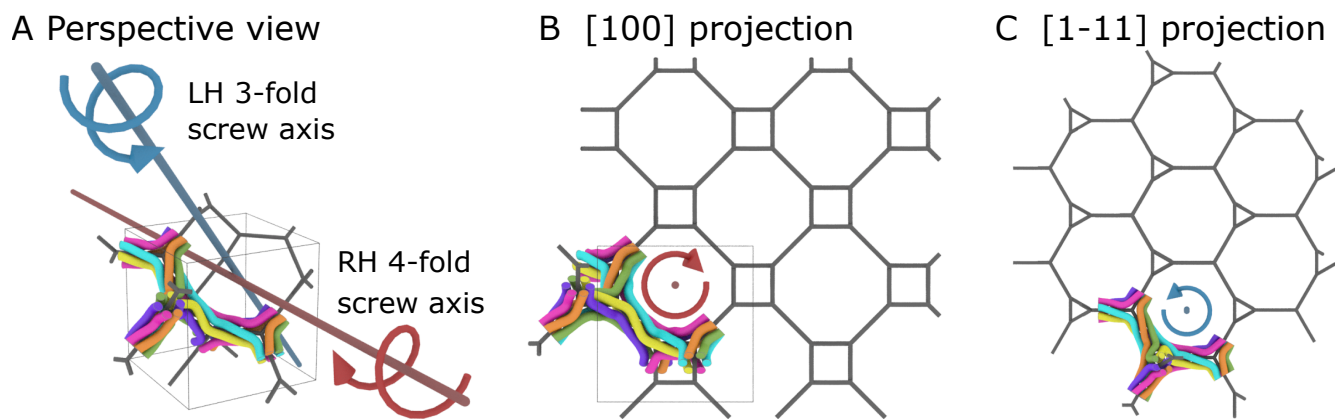 A Perspective view
LH 3-fold
screw axis
RH 4-fold
screw axis
B [100] projection
C [1-11] projection